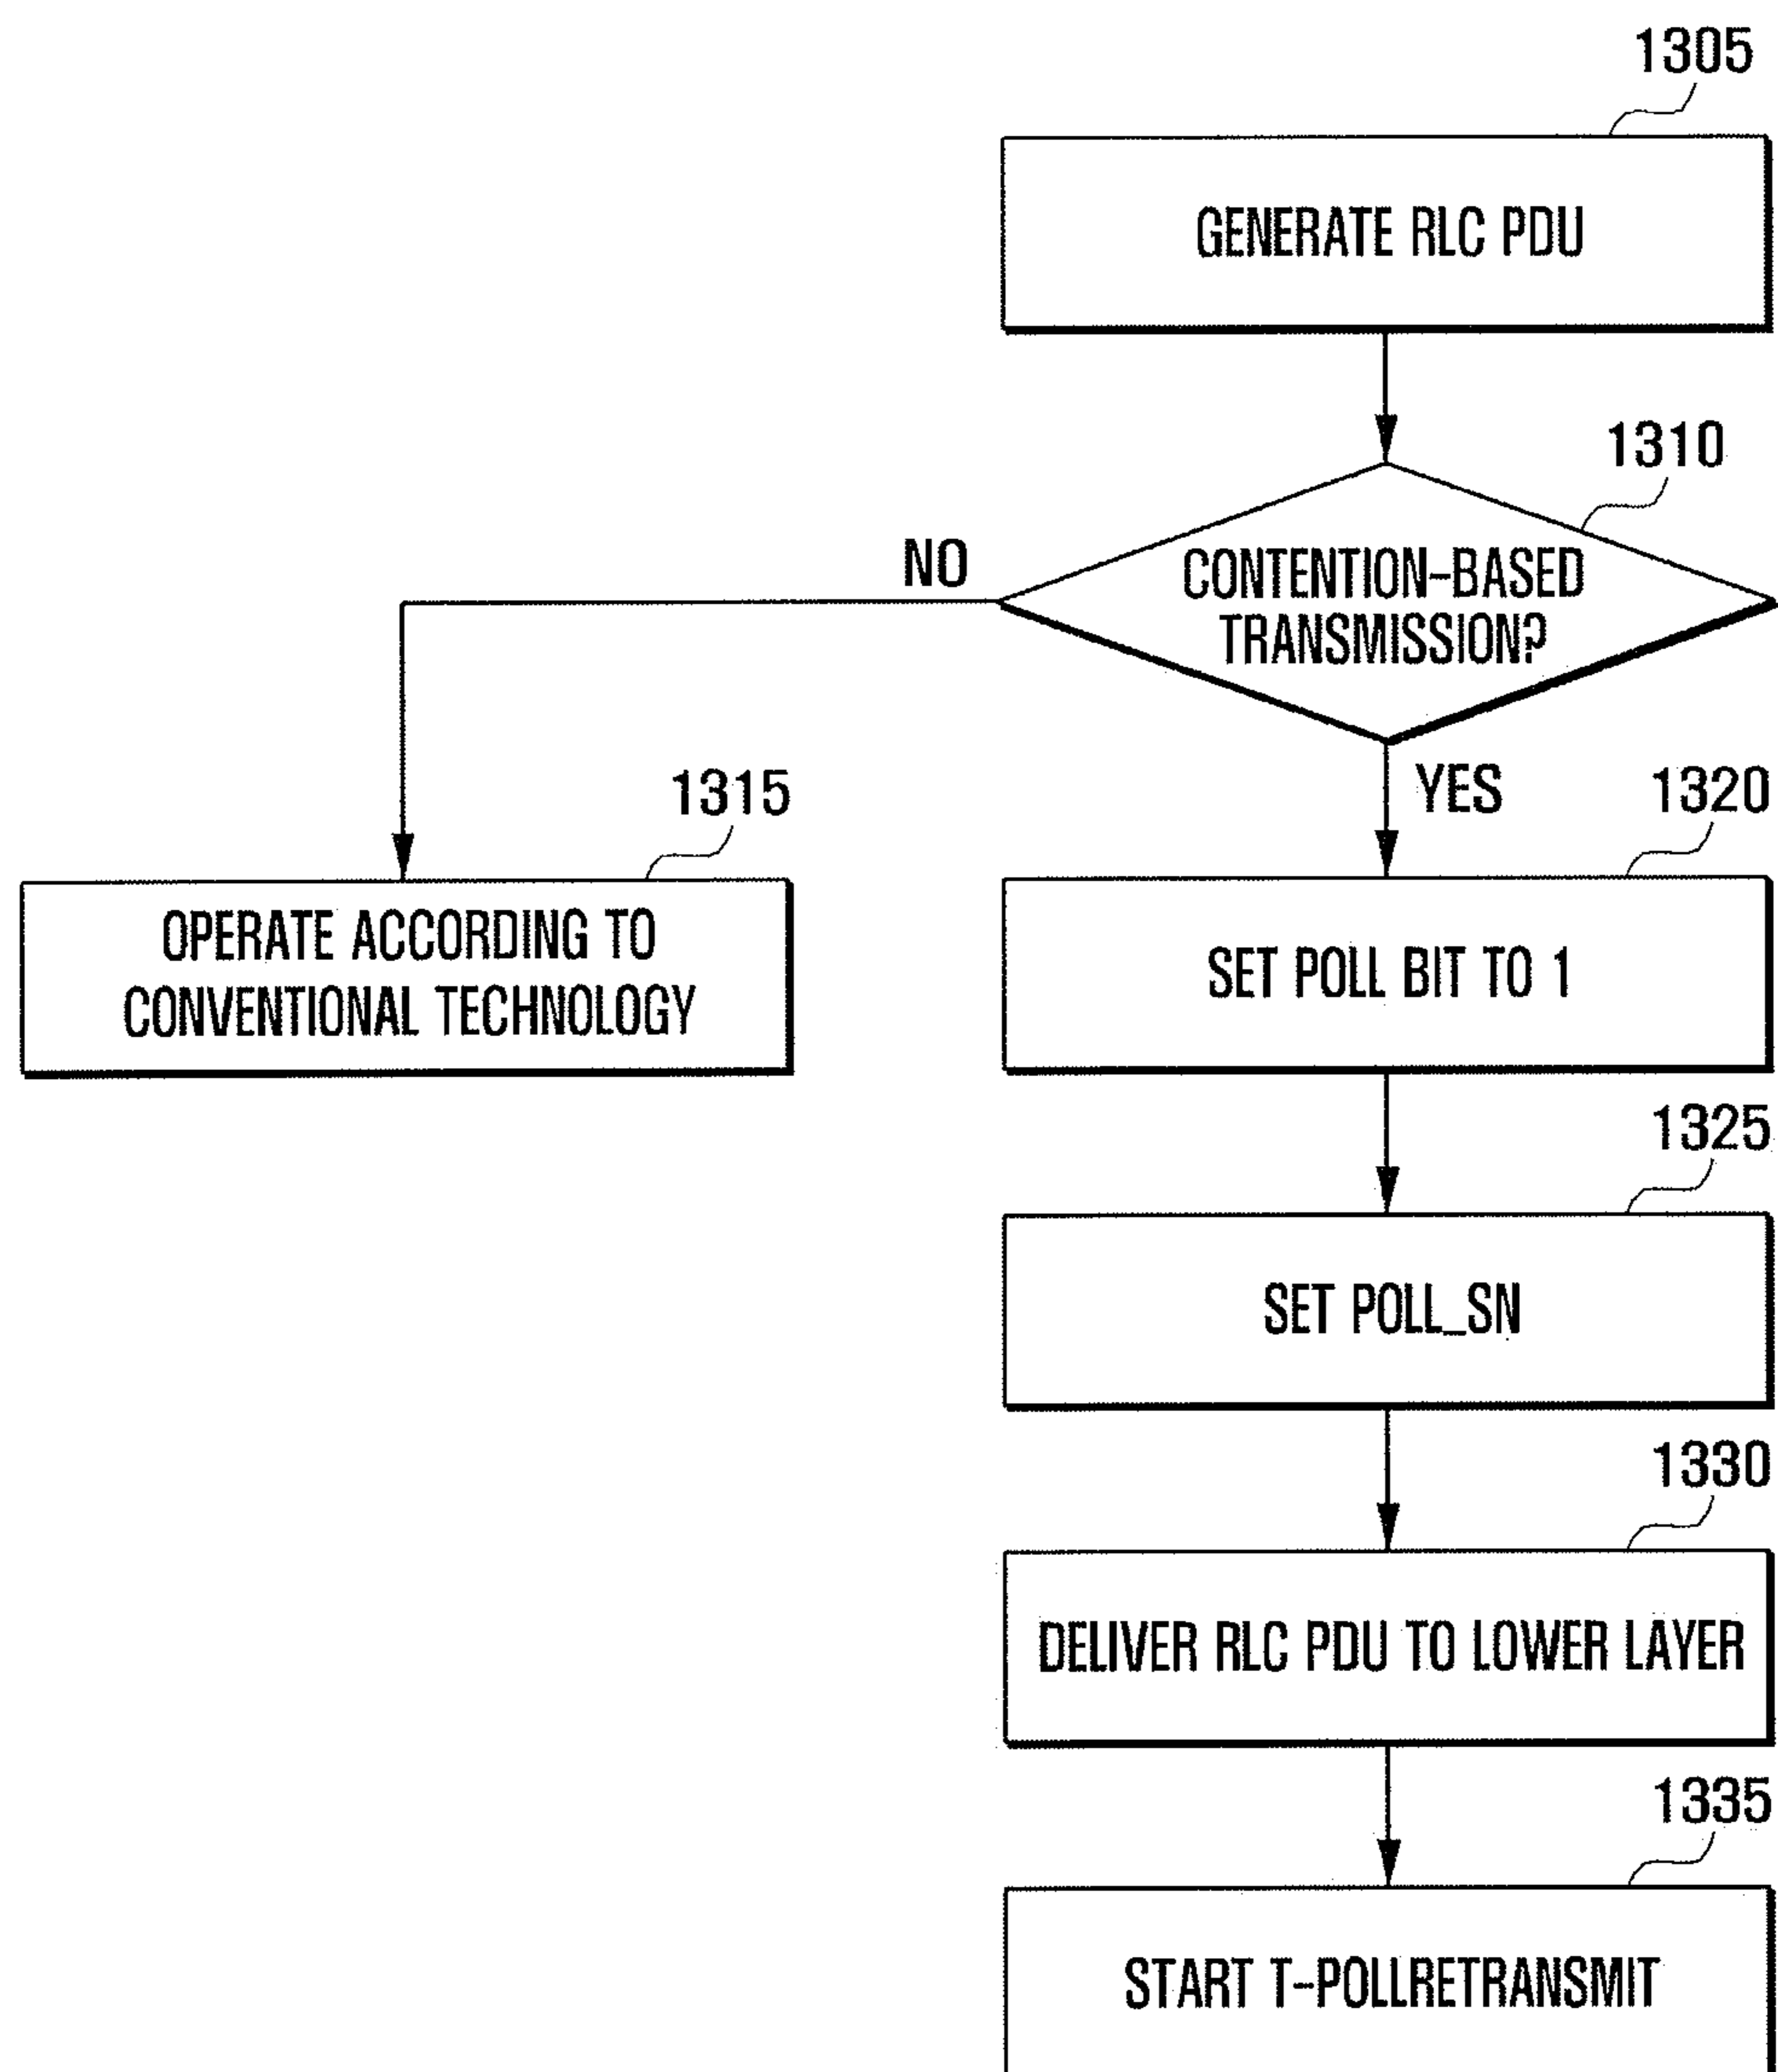 1305
GENERATE RLC PDU
1310
CONTENTION-BASED
TRANSMISSION?
NO
YES
1315
OPERATE ACCORDING TO
CONVENTIONAL TECHNOLOGY
1320
SET POLL BIT TO 1
1325
SET POLL_SN
1330
DELIVER RLC PDU TO LOWER LAYER
1335
START T-POLLRETRANSMIT